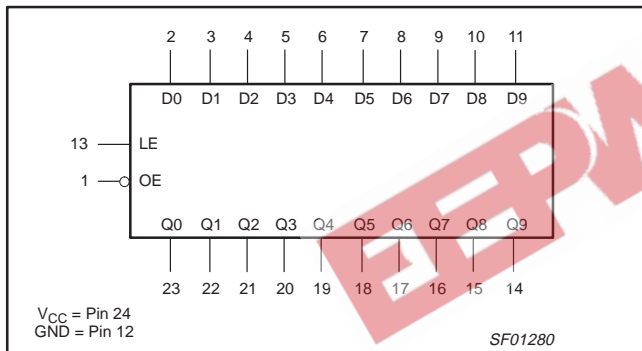 2 3 4 5 6 7 8 9 10 11
D0 D1 D2 D3 D4 D5 D6 D7 D8 D9
13 LE
1 OE
Q0 Q1 Q2 Q3 Q4 Q5 Q6 Q7 Q8 Q9
23 22 21 20 19 18 17 16 15 14
VCC = Pin 24
GND = Pin 12
SF01280
EEPW